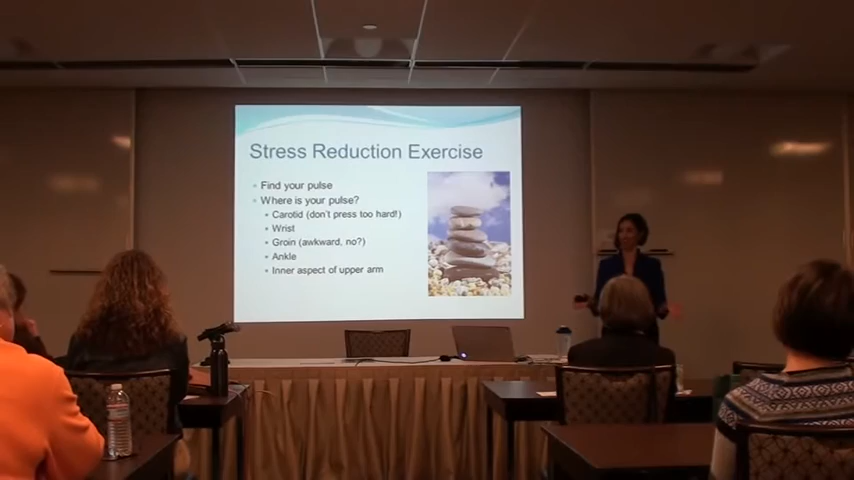 Stress Reduction Exercise
Find your pulse
Where is your pulse?
Carotid (don't press too hard!)
Wrist
Groin (awkward, no?)
Ankle
Inner aspect of upper arm